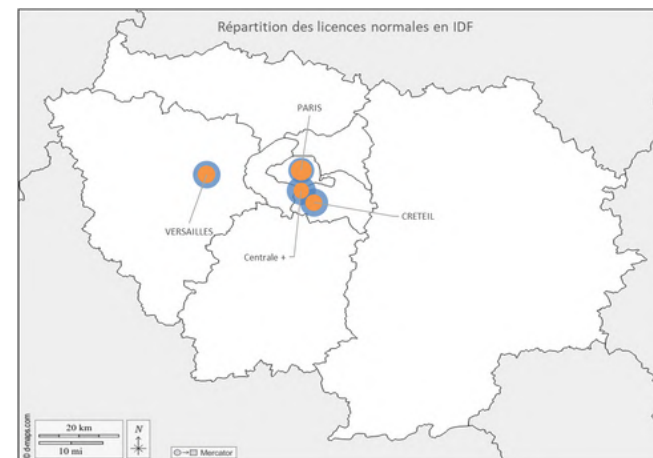 Répartition des licences normales en IDF
PARIS
VERSAILLES
CRETEIL
Centrale +
© d-maps.com
20 km
10 mi
N
Mercator